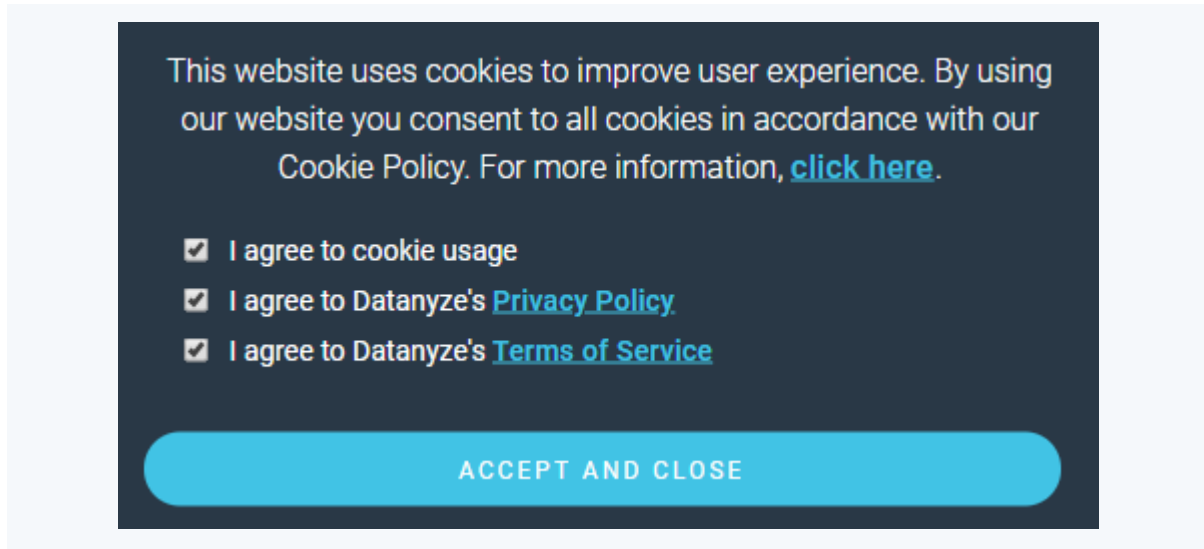 This website uses cookies to improve user experience. By using
our website you consent to all cookies in accordance with our
Cookie Policy. For more information, click here.
I agree to cookie usage
I agree to Datanyze's Privacy Policy
I agree to Datanyze's Terms of Service
ACCEPT AND CLOSE